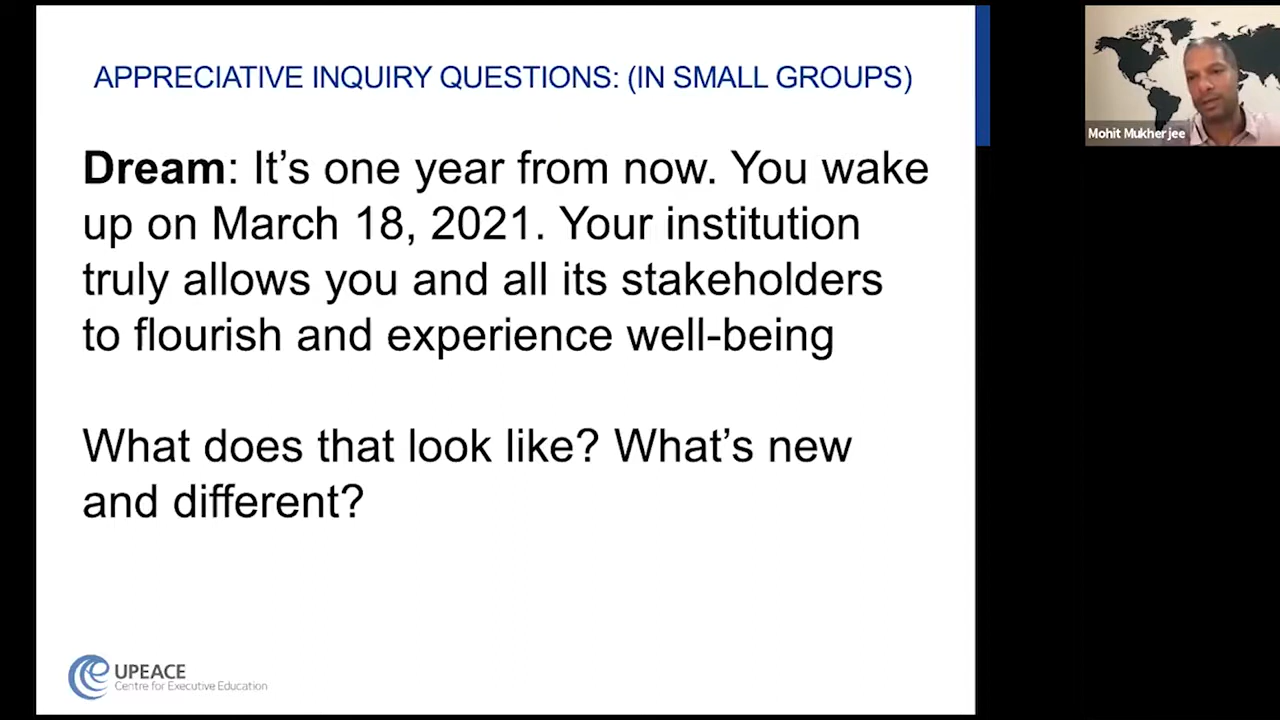 APPRECIATIVE INQUIRY QUESTIONS: (IN SMALL GROUPS)
Dream: It’s one year from now. You wake
up on March 18, 2021. Your institution
truly allows you and all its stakeholders
to flourish and experience well-being
What does that look like? What’s new
and different?
UPEACE
Centre for Executive Education
Mohit Mukherjee